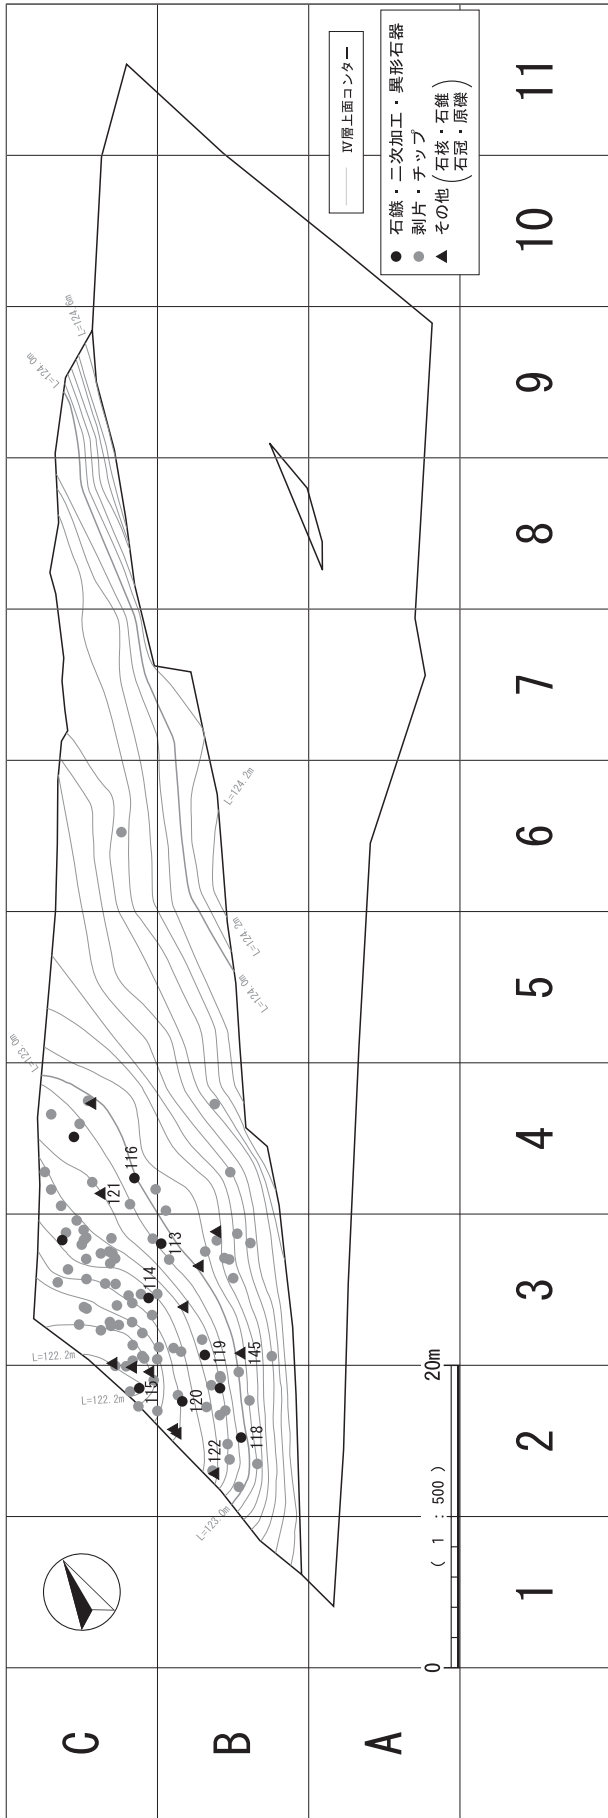 Ⅳ層上面コンター
● 石鏃・二次加工・異形石器
● 剥片・チップ
▲ その他(石核・石錐
石冠・原礫)
L=124.6m
L=124.0m
L=124.2m
L=124.2m
L=124.0m
L=123.0m
L=122.2m
L=122.2m
L=123.0m
116
121
113
114
115
119
145
120
122
118
C
B
A
1
2
3
4
5
6
7
8
9
10
11
0
20m
( 1 : 500 )